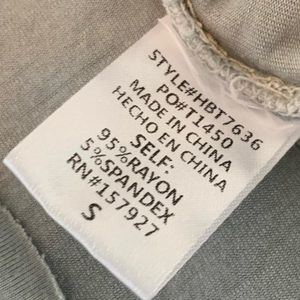 STYLE#HBT7636
PO#T1450
MADE IN CHINA
HECHO EN CHINA
SELF:
95%RAYON
5%SPANDEX
RN#157927
S